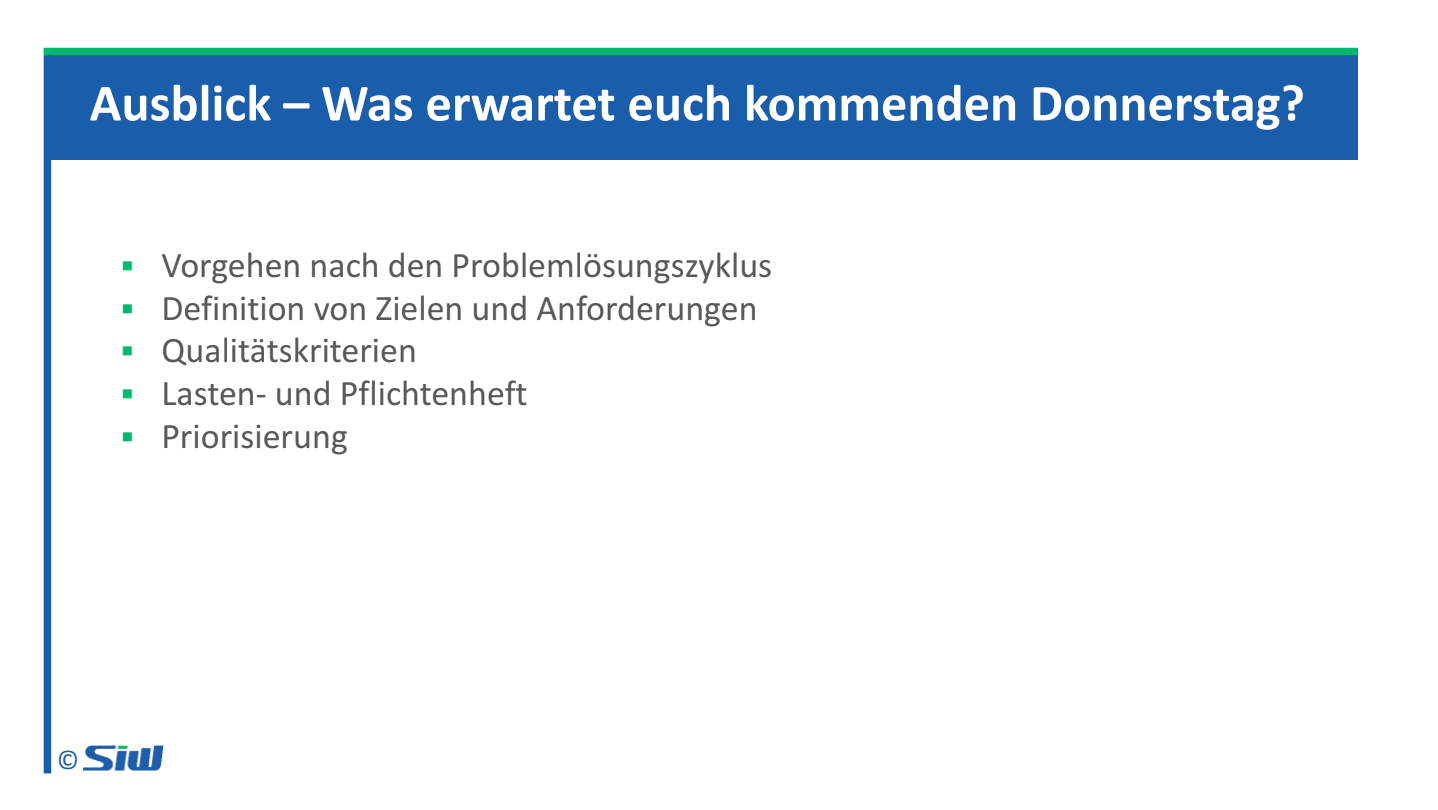 Ausblick – Was erwartet euch kommenden Donnerstag?
▪ Vorgehen nach den Problemlösungszyklus
▪ Definition von Zielen und Anforderungen
▪ Qualitätskriterien
▪ Lasten- und Pflichtenheft
▪ Priorisierung
© SiW